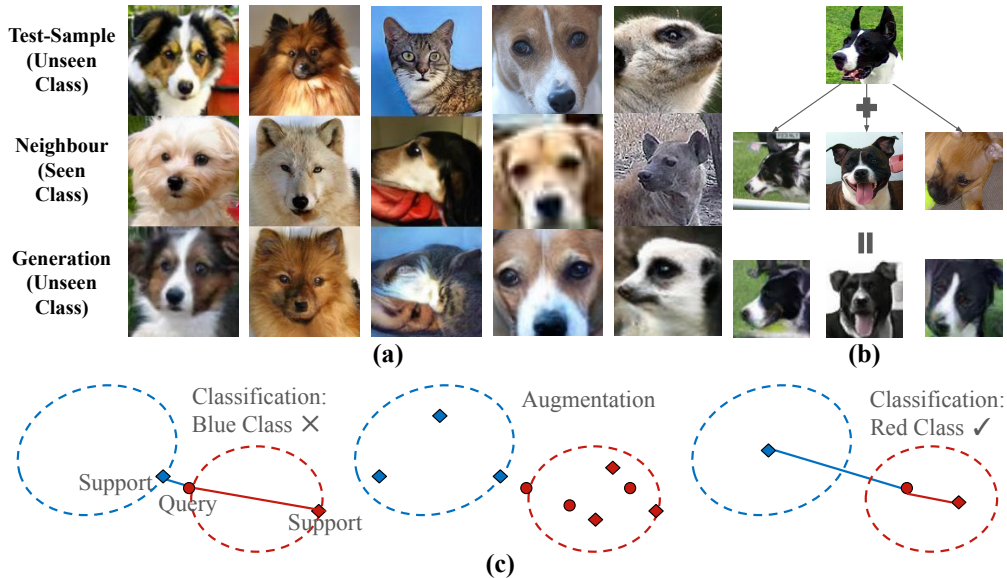 Test-Sample
(Unseen
Class)
Neighbour
(Seen
Class)
Generation
(Unseen
Class)
(a)
(b)
Classification:
Blue Class ✕
Support
Query
Support
Augmentation
Classification:
Red Class ✓
(c)